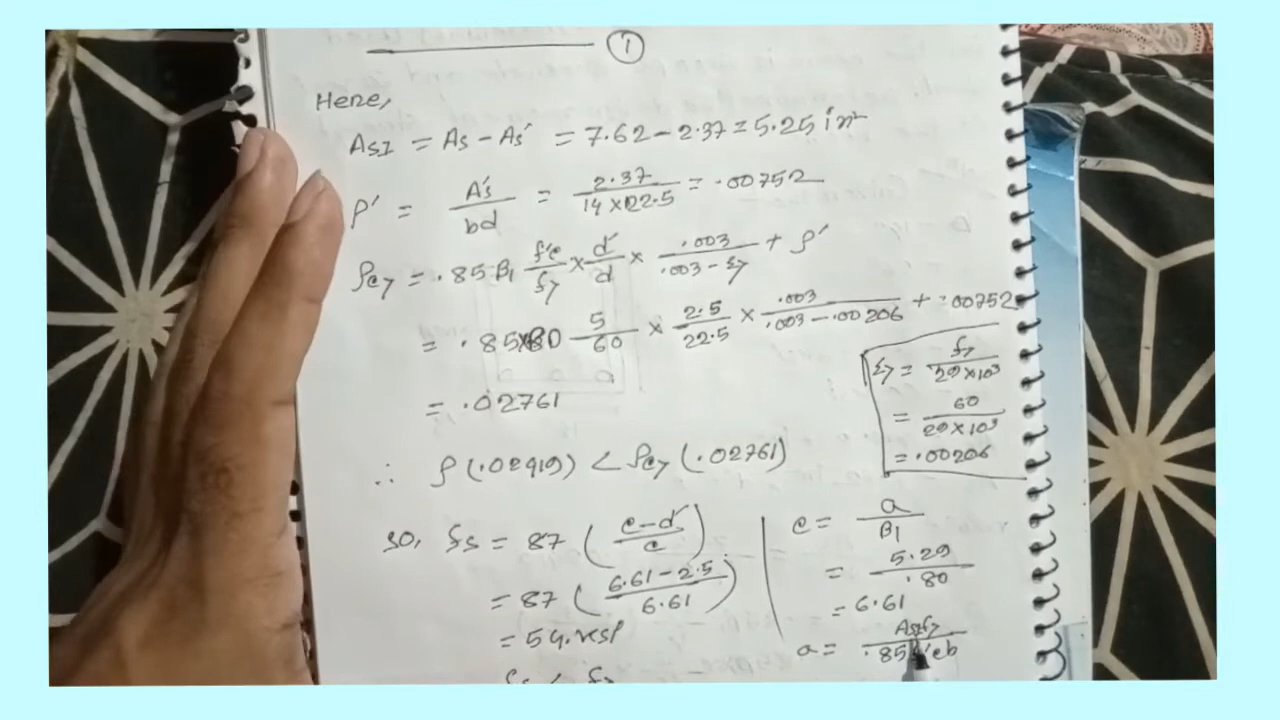 1
Here,
As1 = As - As' = 7.62 - 2.37 = 5.25 in²
ρ' = As'/bd = 2.37/14×22.5 = .00752
ρcy = .85 β1 f'c/fy × d'/d × .003/.003-εy + ρ'
= .85×80 5/60 × 2.5/22.5 × .003/.003-.00206 + .00752
= .02761
∴ ρ(.02419) < ρcy (.02761)
εy = fy/29×10³
= 60/29×10³
= .00206
so, fs = 87 (c-d'/c)
= 87 (6.61-2.5/6.61)
= 54.ksi
c = a/β1
= 5.29/.80
= 6.61
a = As1fy/.85f'cb